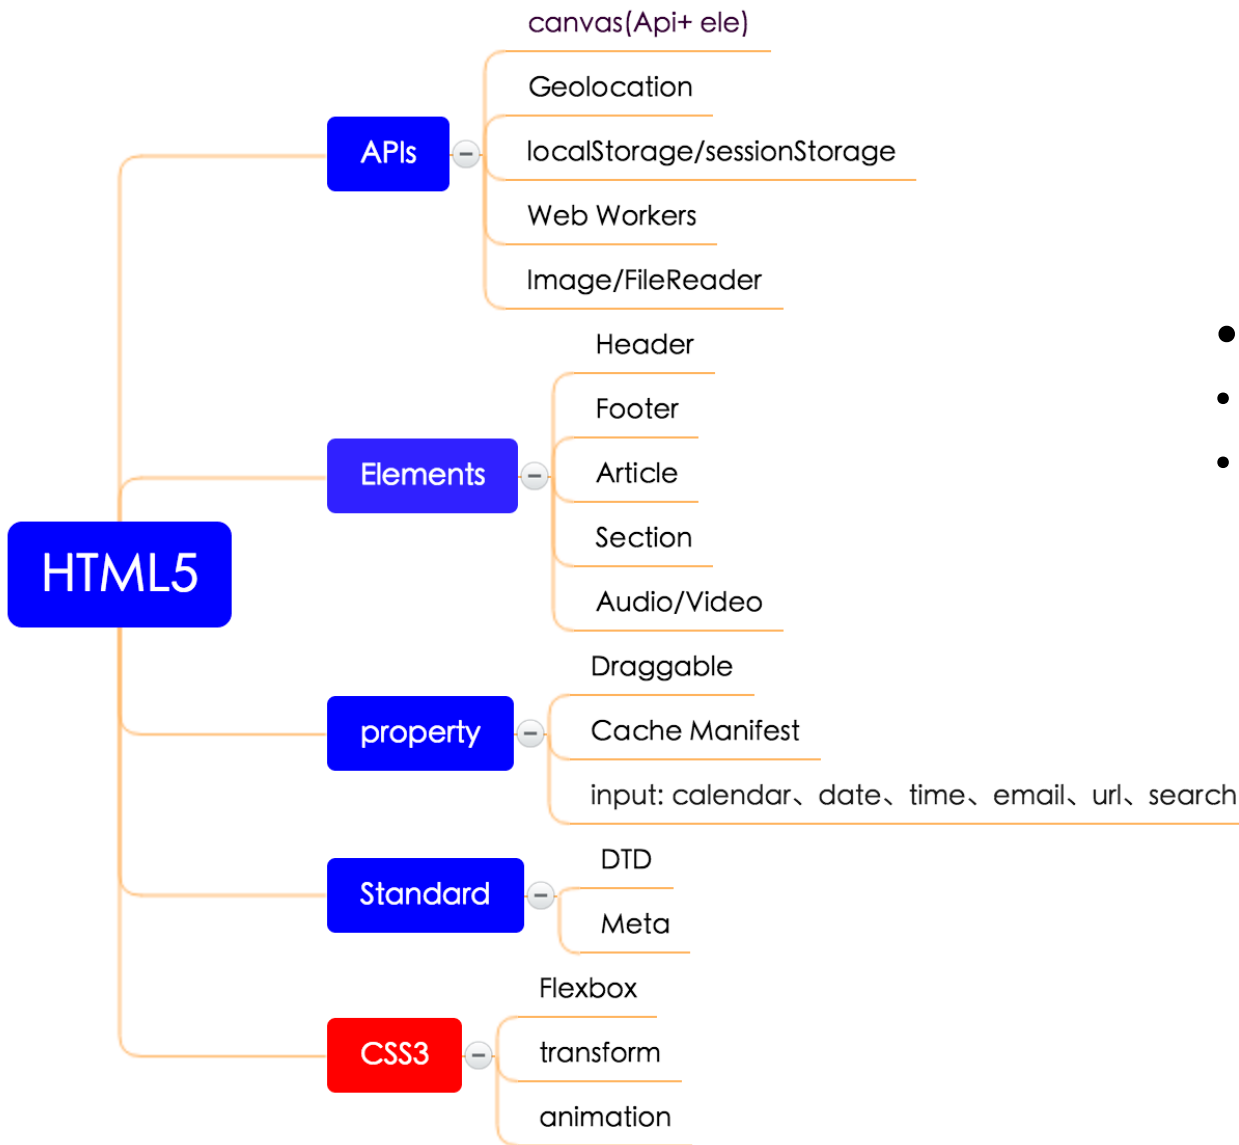 HTML5
APIs
canvas(Api+ ele)
Geolocation
localStorage/sessionStorage
Web Workers
Image/FileReader
Elements
Header
Footer
Article
Section
Audio/Video
property
Draggable
Cache Manifest
input: calendar、date、time、email、url、search
Standard
DTD
Meta
CSS3
Flexbox
transform
animation